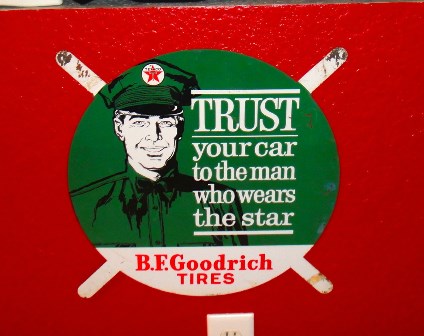 TRUST
your car
to the man
who wears
the star
B.F.Goodrich
TIRES